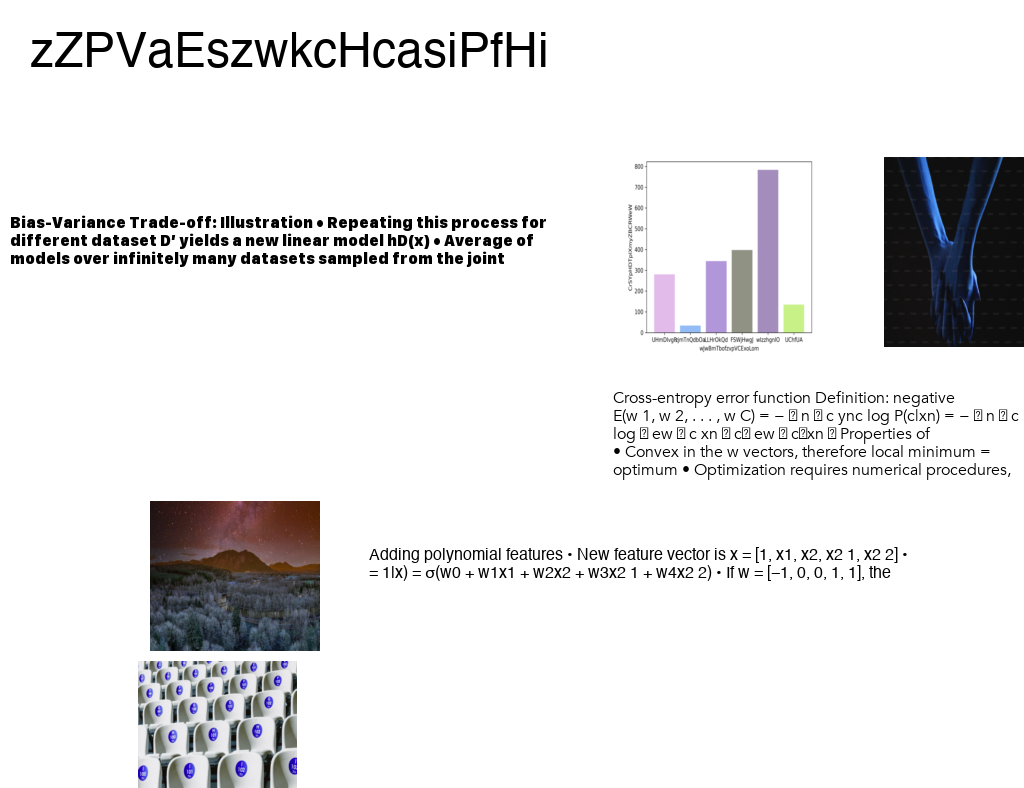 zZPVaEszwkcHcasiPfHi
Bias-Variance Trade-off: Illustration • Repeating this process for
different dataset D′ yields a new linear model hD(x) • Average of
models over infinitely many datasets sampled from the joint
800
700
600
500
400
300
200
100
0
FSWjHwgj
UChfUA
Cross-entropy error function Definition: negative
E(w 1, w 2, . . . , w C) = − n c ync log P(c|xn) = − n c
log ew c xn c ew c xn Properties of
• Convex in the w vectors, therefore local minimum =
optimum • Optimization requires numerical procedures,
Adding polynomial features • New feature vector is x = [1, x1, x2, x2 1, x2 2] •
= 1|x) = σ(w0 + w1x1 + w2x2 + w3x2 1 + w4x2 2) • If w = [−1, 0, 0, 1, 1], the